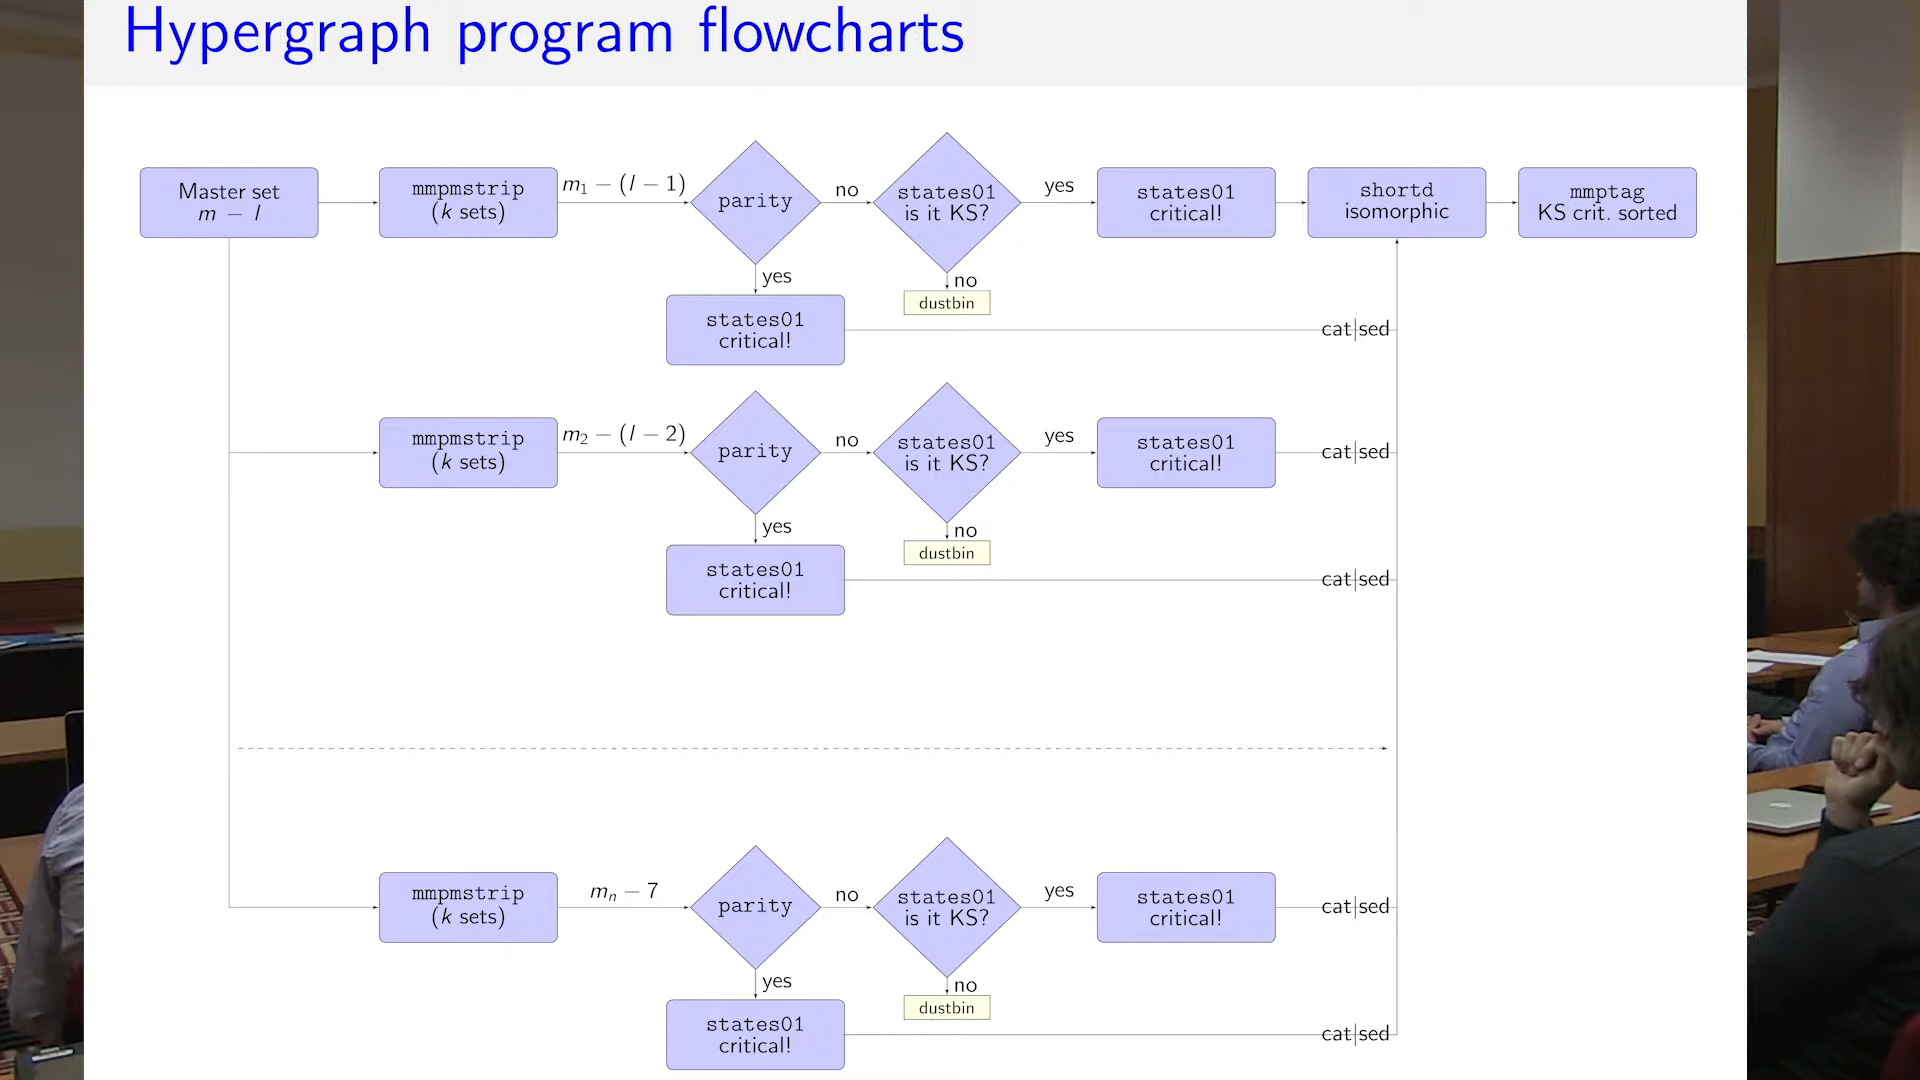 Hypergraph program flowcharts
Master set
m − l
mmpmstrip
(k sets)
m₁ − (l − 1)
parity
no
states01
is it KS?
yes
states01
critical!
shortd
isomorphic
mmptag
KS crit. sorted
yes
no
dustbin
states01
critical!
cat|sed
mmpmstrip
(k sets)
m₂ − (l − 2)
parity
no
states01
is it KS?
yes
states01
critical!
cat|sed
yes
no
dustbin
states01
critical!
cat|sed
mmpmstrip
(k sets)
mₙ − 7
parity
no
states01
is it KS?
yes
states01
critical!
cat|sed
yes
no
dustbin
states01
critical!
cat|sed